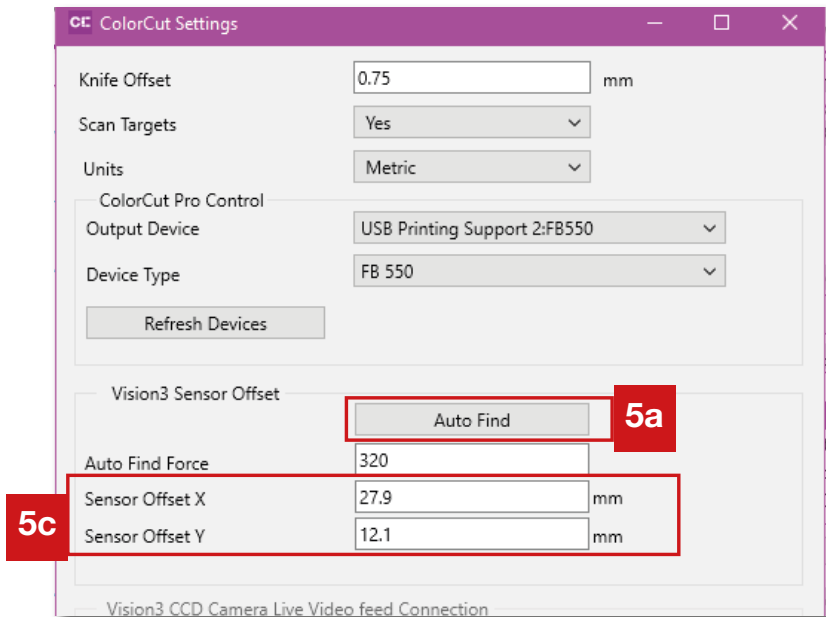 CC ColorCut Settings
Knife Offset 0.75 mm
Scan Targets Yes
Units Metric
ColorCut Pro Control
Output Device USB Printing Support 2:FB550
Device Type FB 550
Refresh Devices
Vision3 Sensor Offset
Auto Find 5a
Auto Find Force 320
5c
Sensor Offset X 27.9 mm
Sensor Offset Y 12.1 mm
Vision3 CCD Camera Live Video feed Connection